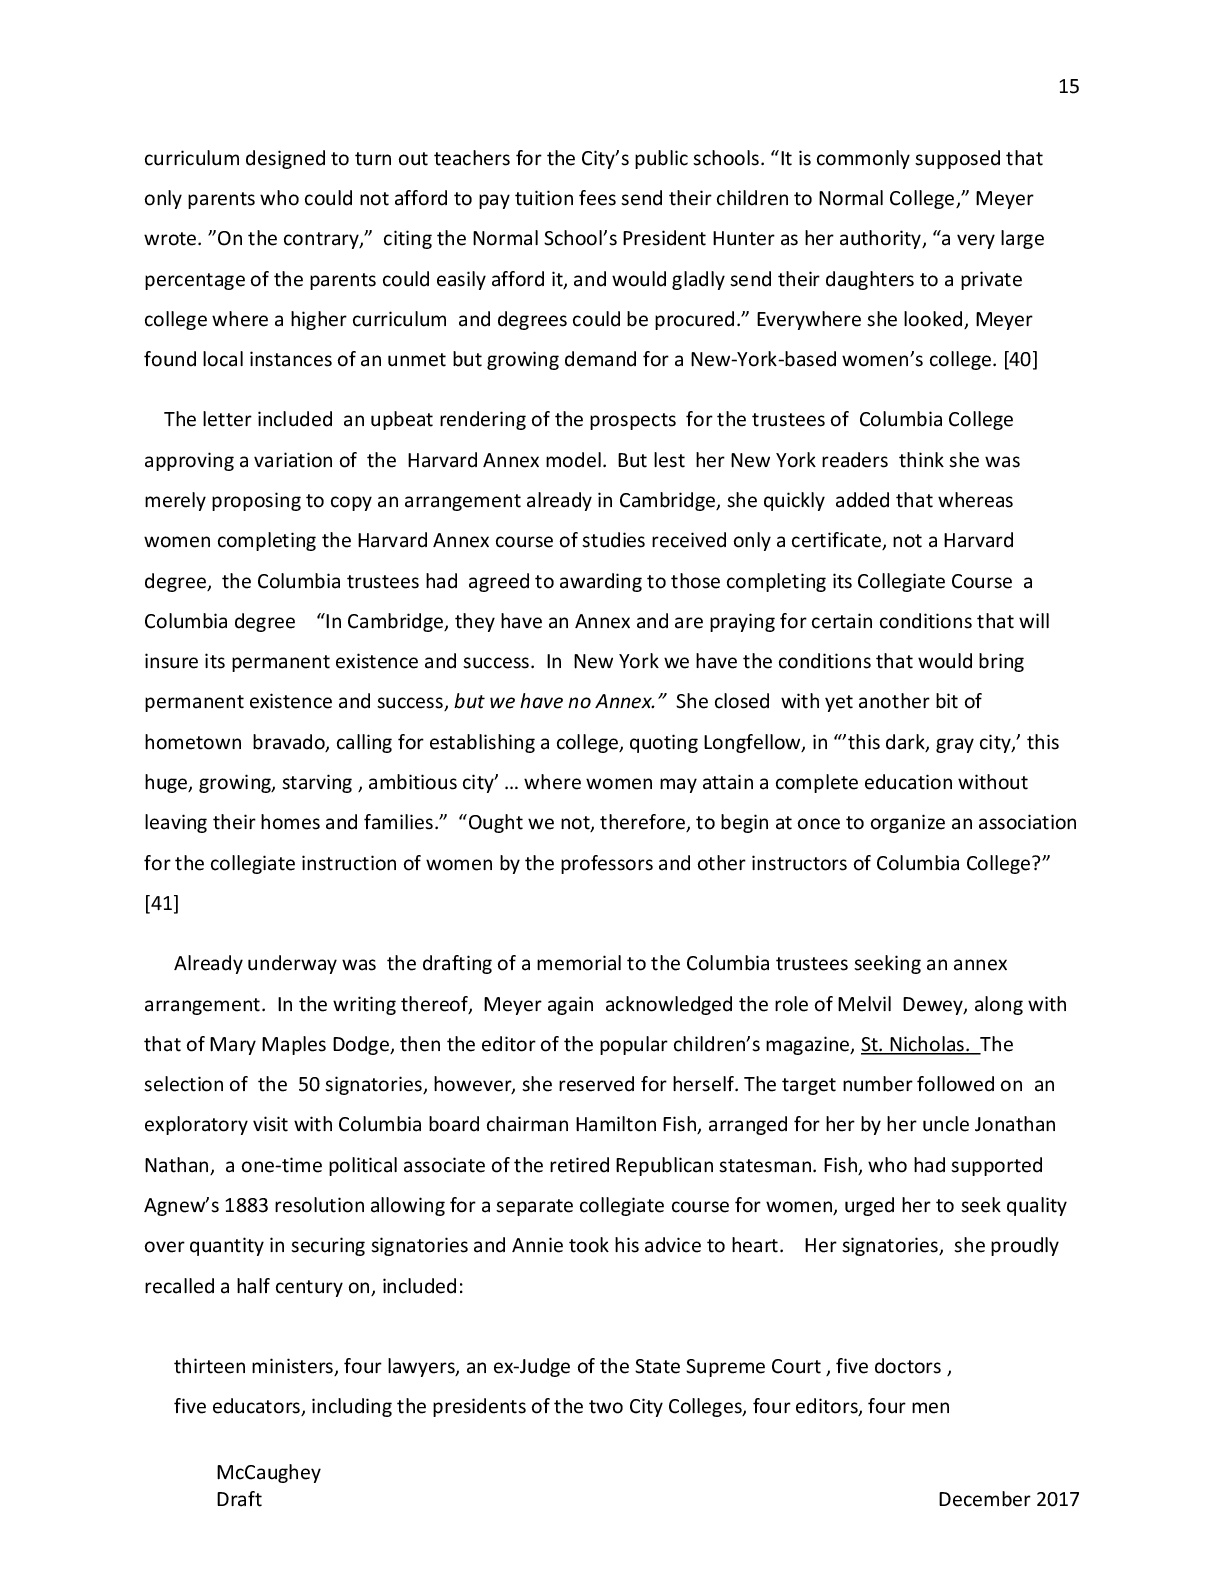 15
curriculum designed to turn out teachers for the City’s public schools. “It is commonly supposed that
only parents who could not afford to pay tuition fees send their children to Normal College,” Meyer
wrote. ”On the contrary,” citing the Normal School’s President Hunter as her authority, “a very large
percentage of the parents could easily afford it, and would gladly send their daughters to a private
college where a higher curriculum and degrees could be procured.” Everywhere she looked, Meyer
found local instances of an unmet but growing demand for a New-York-based women’s college. [40]
The letter included an upbeat rendering of the prospects for the trustees of Columbia College
approving a variation of the Harvard Annex model. But lest her New York readers think she was
merely proposing to copy an arrangement already in Cambridge, she quickly added that whereas
women completing the Harvard Annex course of studies received only a certificate, not a Harvard
degree, the Columbia trustees had agreed to awarding to those completing its Collegiate Course a
Columbia degree “In Cambridge, they have an Annex and are praying for certain conditions that will
insure its permanent existence and success. In New York we have the conditions that would bring
permanent existence and success, but we have no Annex.” She closed with yet another bit of
hometown bravado, calling for establishing a college, quoting Longfellow, in “’this dark, gray city,’ this
huge, growing, starving , ambitious city’ … where women may attain a complete education without
leaving their homes and families.” “Ought we not, therefore, to begin at once to organize an association
for the collegiate instruction of women by the professors and other instructors of Columbia College?”
[41]
Already underway was the drafting of a memorial to the Columbia trustees seeking an annex
arrangement. In the writing thereof, Meyer again acknowledged the role of Melvil Dewey, along with
that of Mary Maples Dodge, then the editor of the popular children’s magazine, St. Nicholas. The
selection of the 50 signatories, however, she reserved for herself. The target number followed on an
exploratory visit with Columbia board chairman Hamilton Fish, arranged for her by her uncle Jonathan
Nathan, a one-time political associate of the retired Republican statesman. Fish, who had supported
Agnew’s 1883 resolution allowing for a separate collegiate course for women, urged her to seek quality
over quantity in securing signatories and Annie took his advice to heart. Her signatories, she proudly
recalled a half century on, included:
thirteen ministers, four lawyers, an ex-Judge of the State Supreme Court , five doctors ,
five educators, including the presidents of the two City Colleges, four editors, four men
McCaughey
Draft December 2017